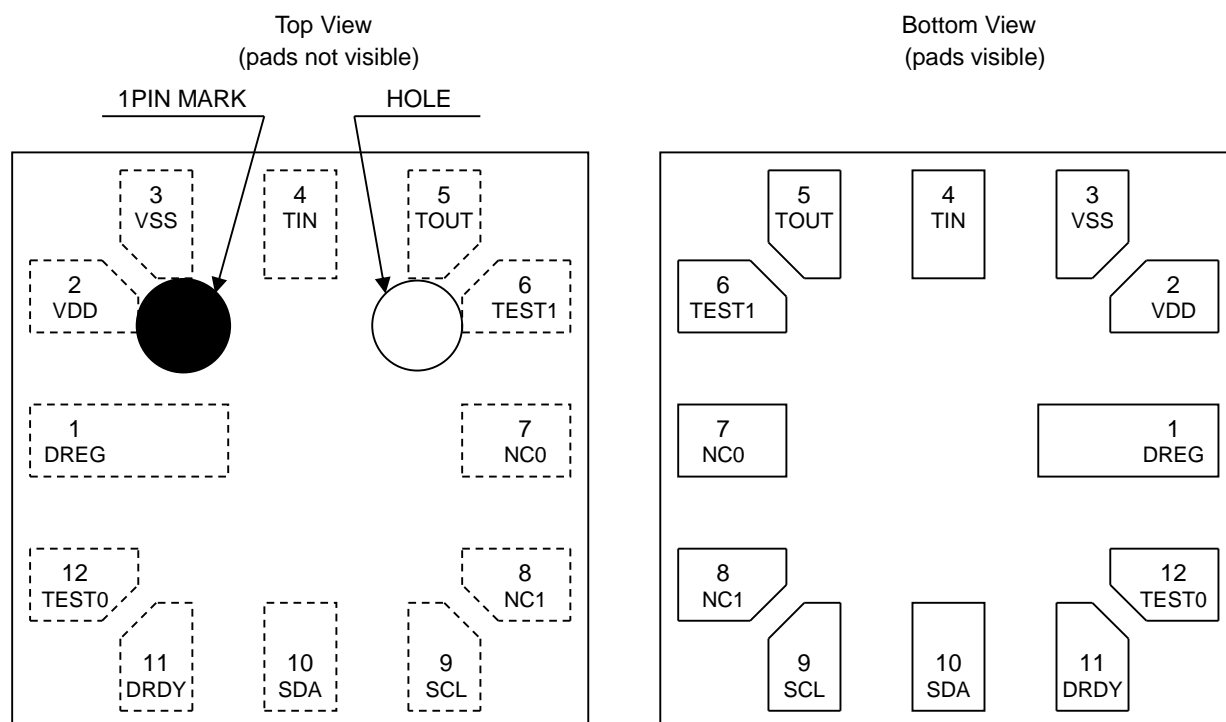 Top View
(pads not visible)
1PIN MARK
HOLE
3
VSS
4
TIN
5
TOUT
2
VDD
6
TEST1
1
DREG
7
NC0
12
TEST0
8
NC1
11
DRDY
10
SDA
9
SCL
Bottom View
(pads visible)
5
TOUT
4
TIN
3
VSS
6
TEST1
2
VDD
7
NC0
1
DREG
8
NC1
12
TEST0
9
SCL
10
SDA
11
DRDY